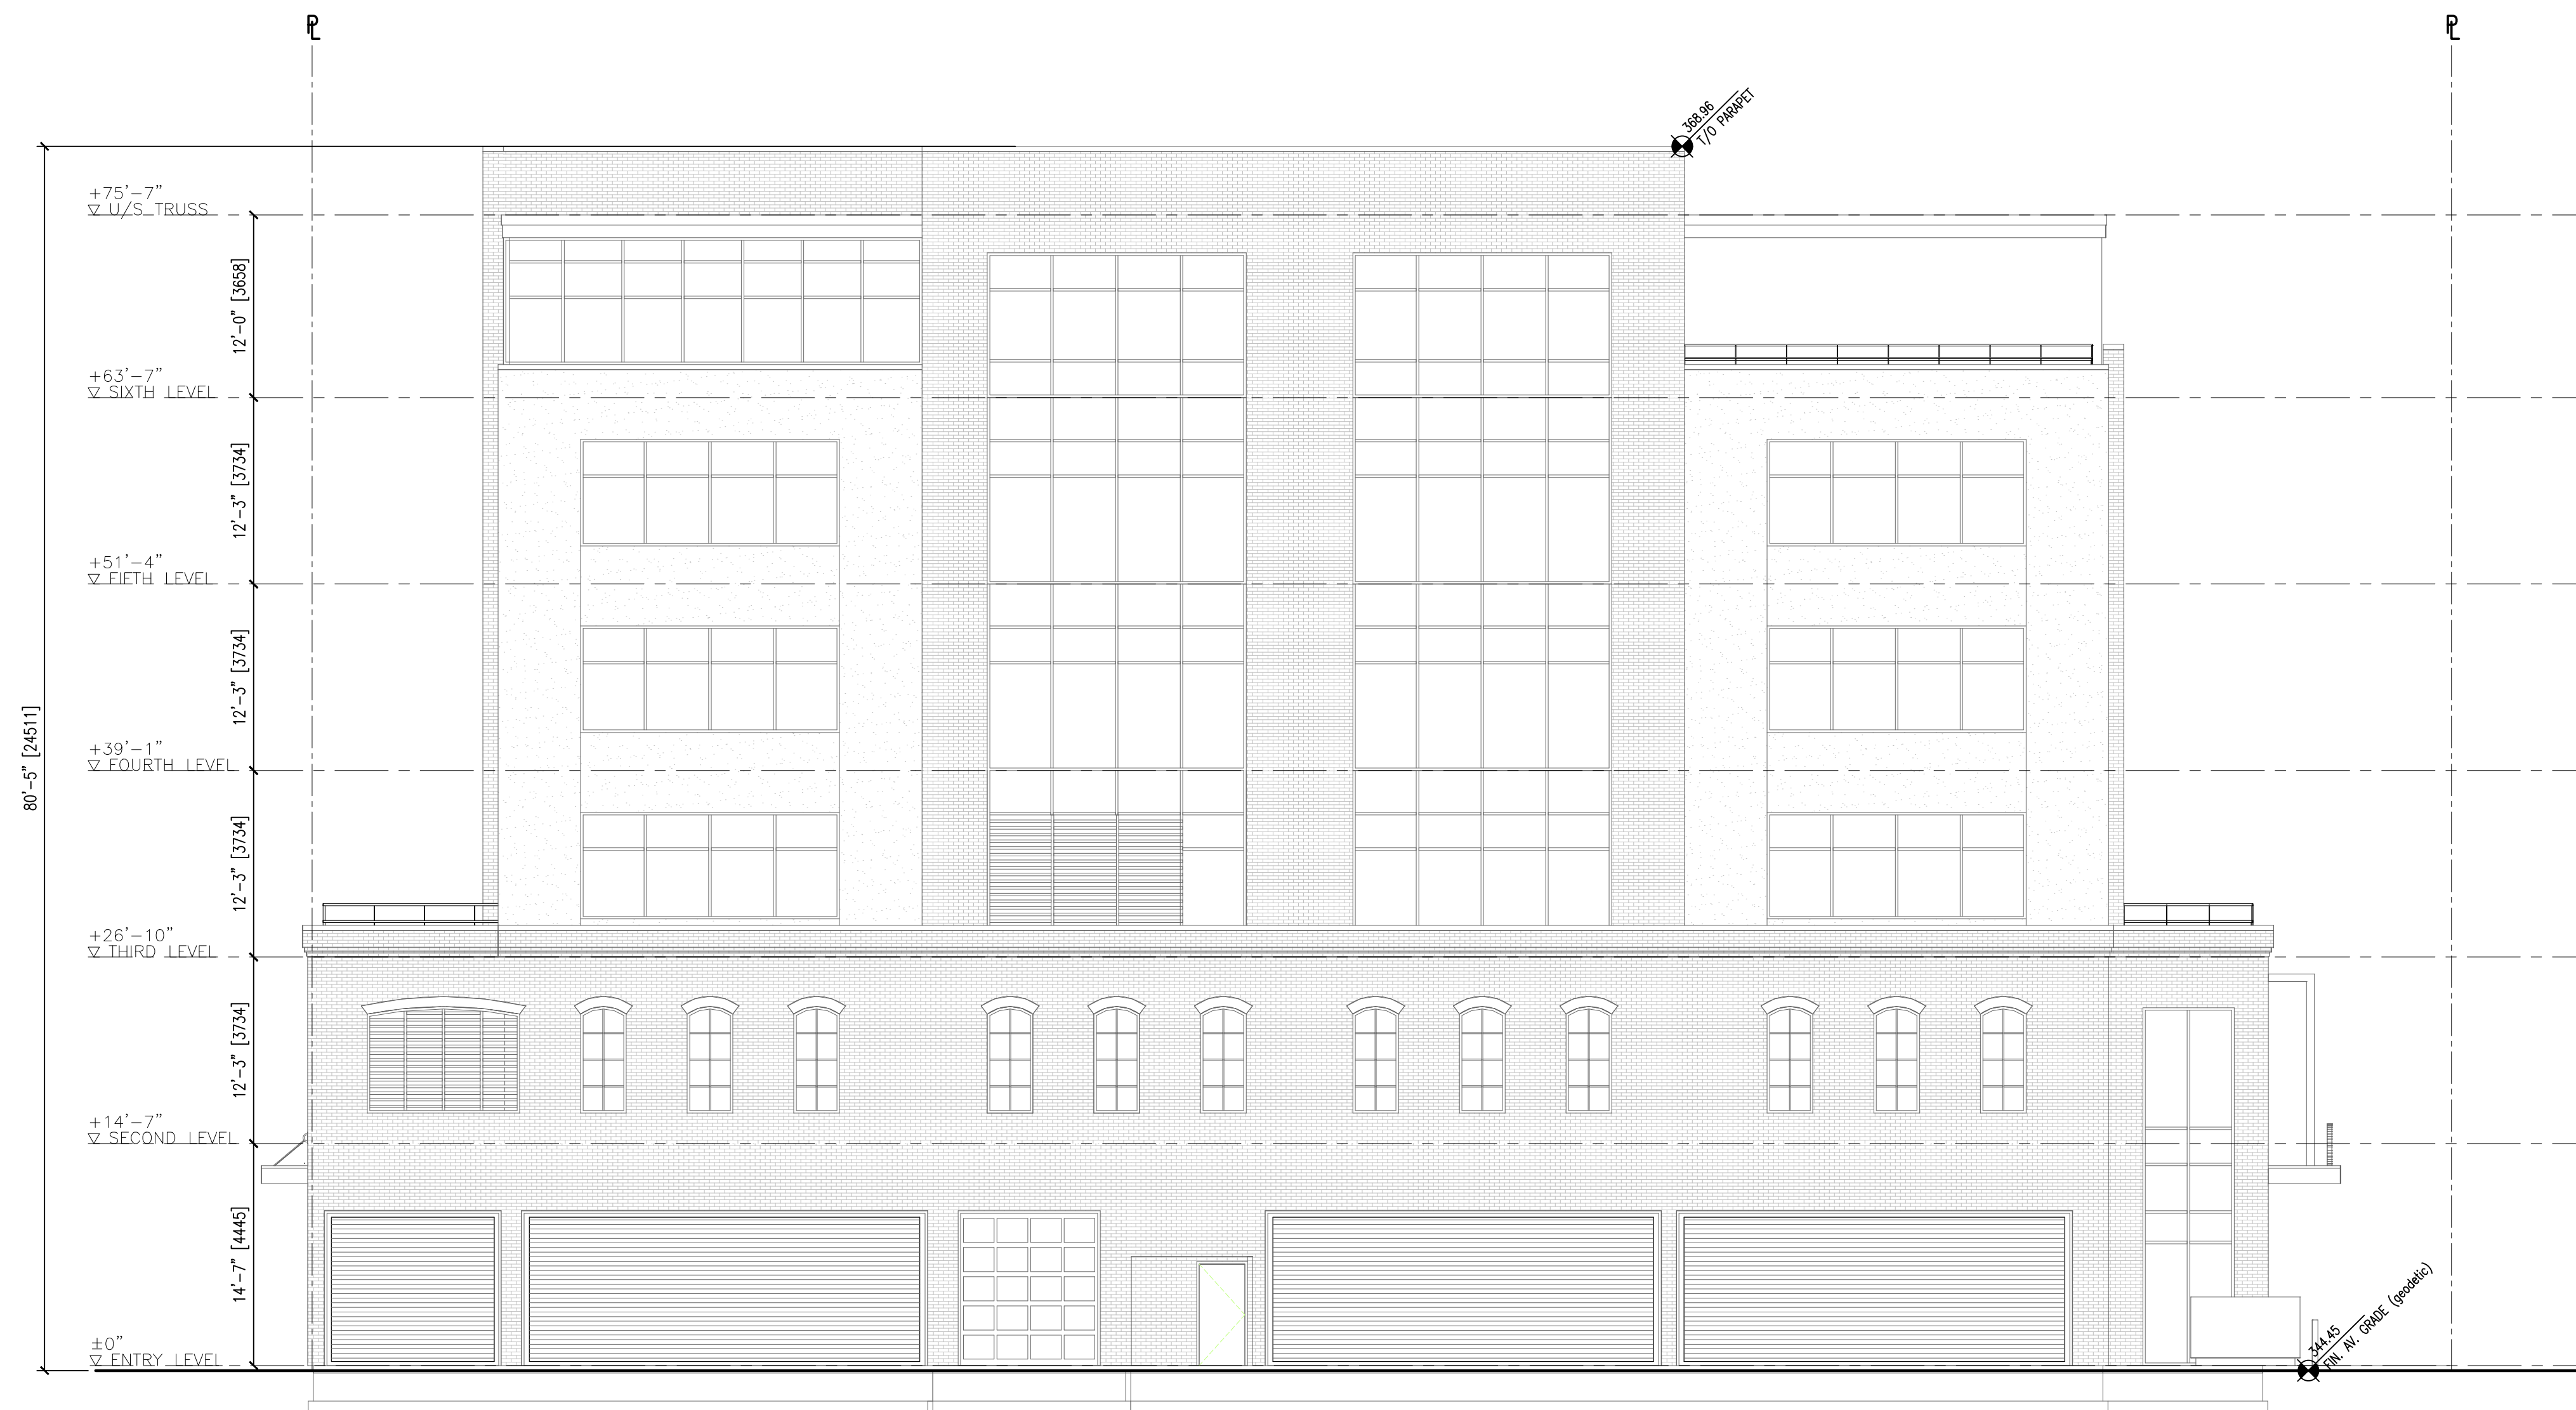 PL
PL
368.96
T/O PARAPET
+75'-7"
U/S TRUSS
12'-0" [3658]
+63'-7"
SIXTH LEVEL
12'-3" [3734]
+51'-4"
FIFTH LEVEL
12'-3" [3734]
80'-5" [24511]
+39'-1"
FOURTH LEVEL
12'-3" [3734]
+26'-10"
THIRD LEVEL
12'-3" [3734]
+14'-7"
SECOND LEVEL
14'-7" [4445]
±0"
ENTRY LEVEL
344.45
FIN. AV. GRADE (geodetic)